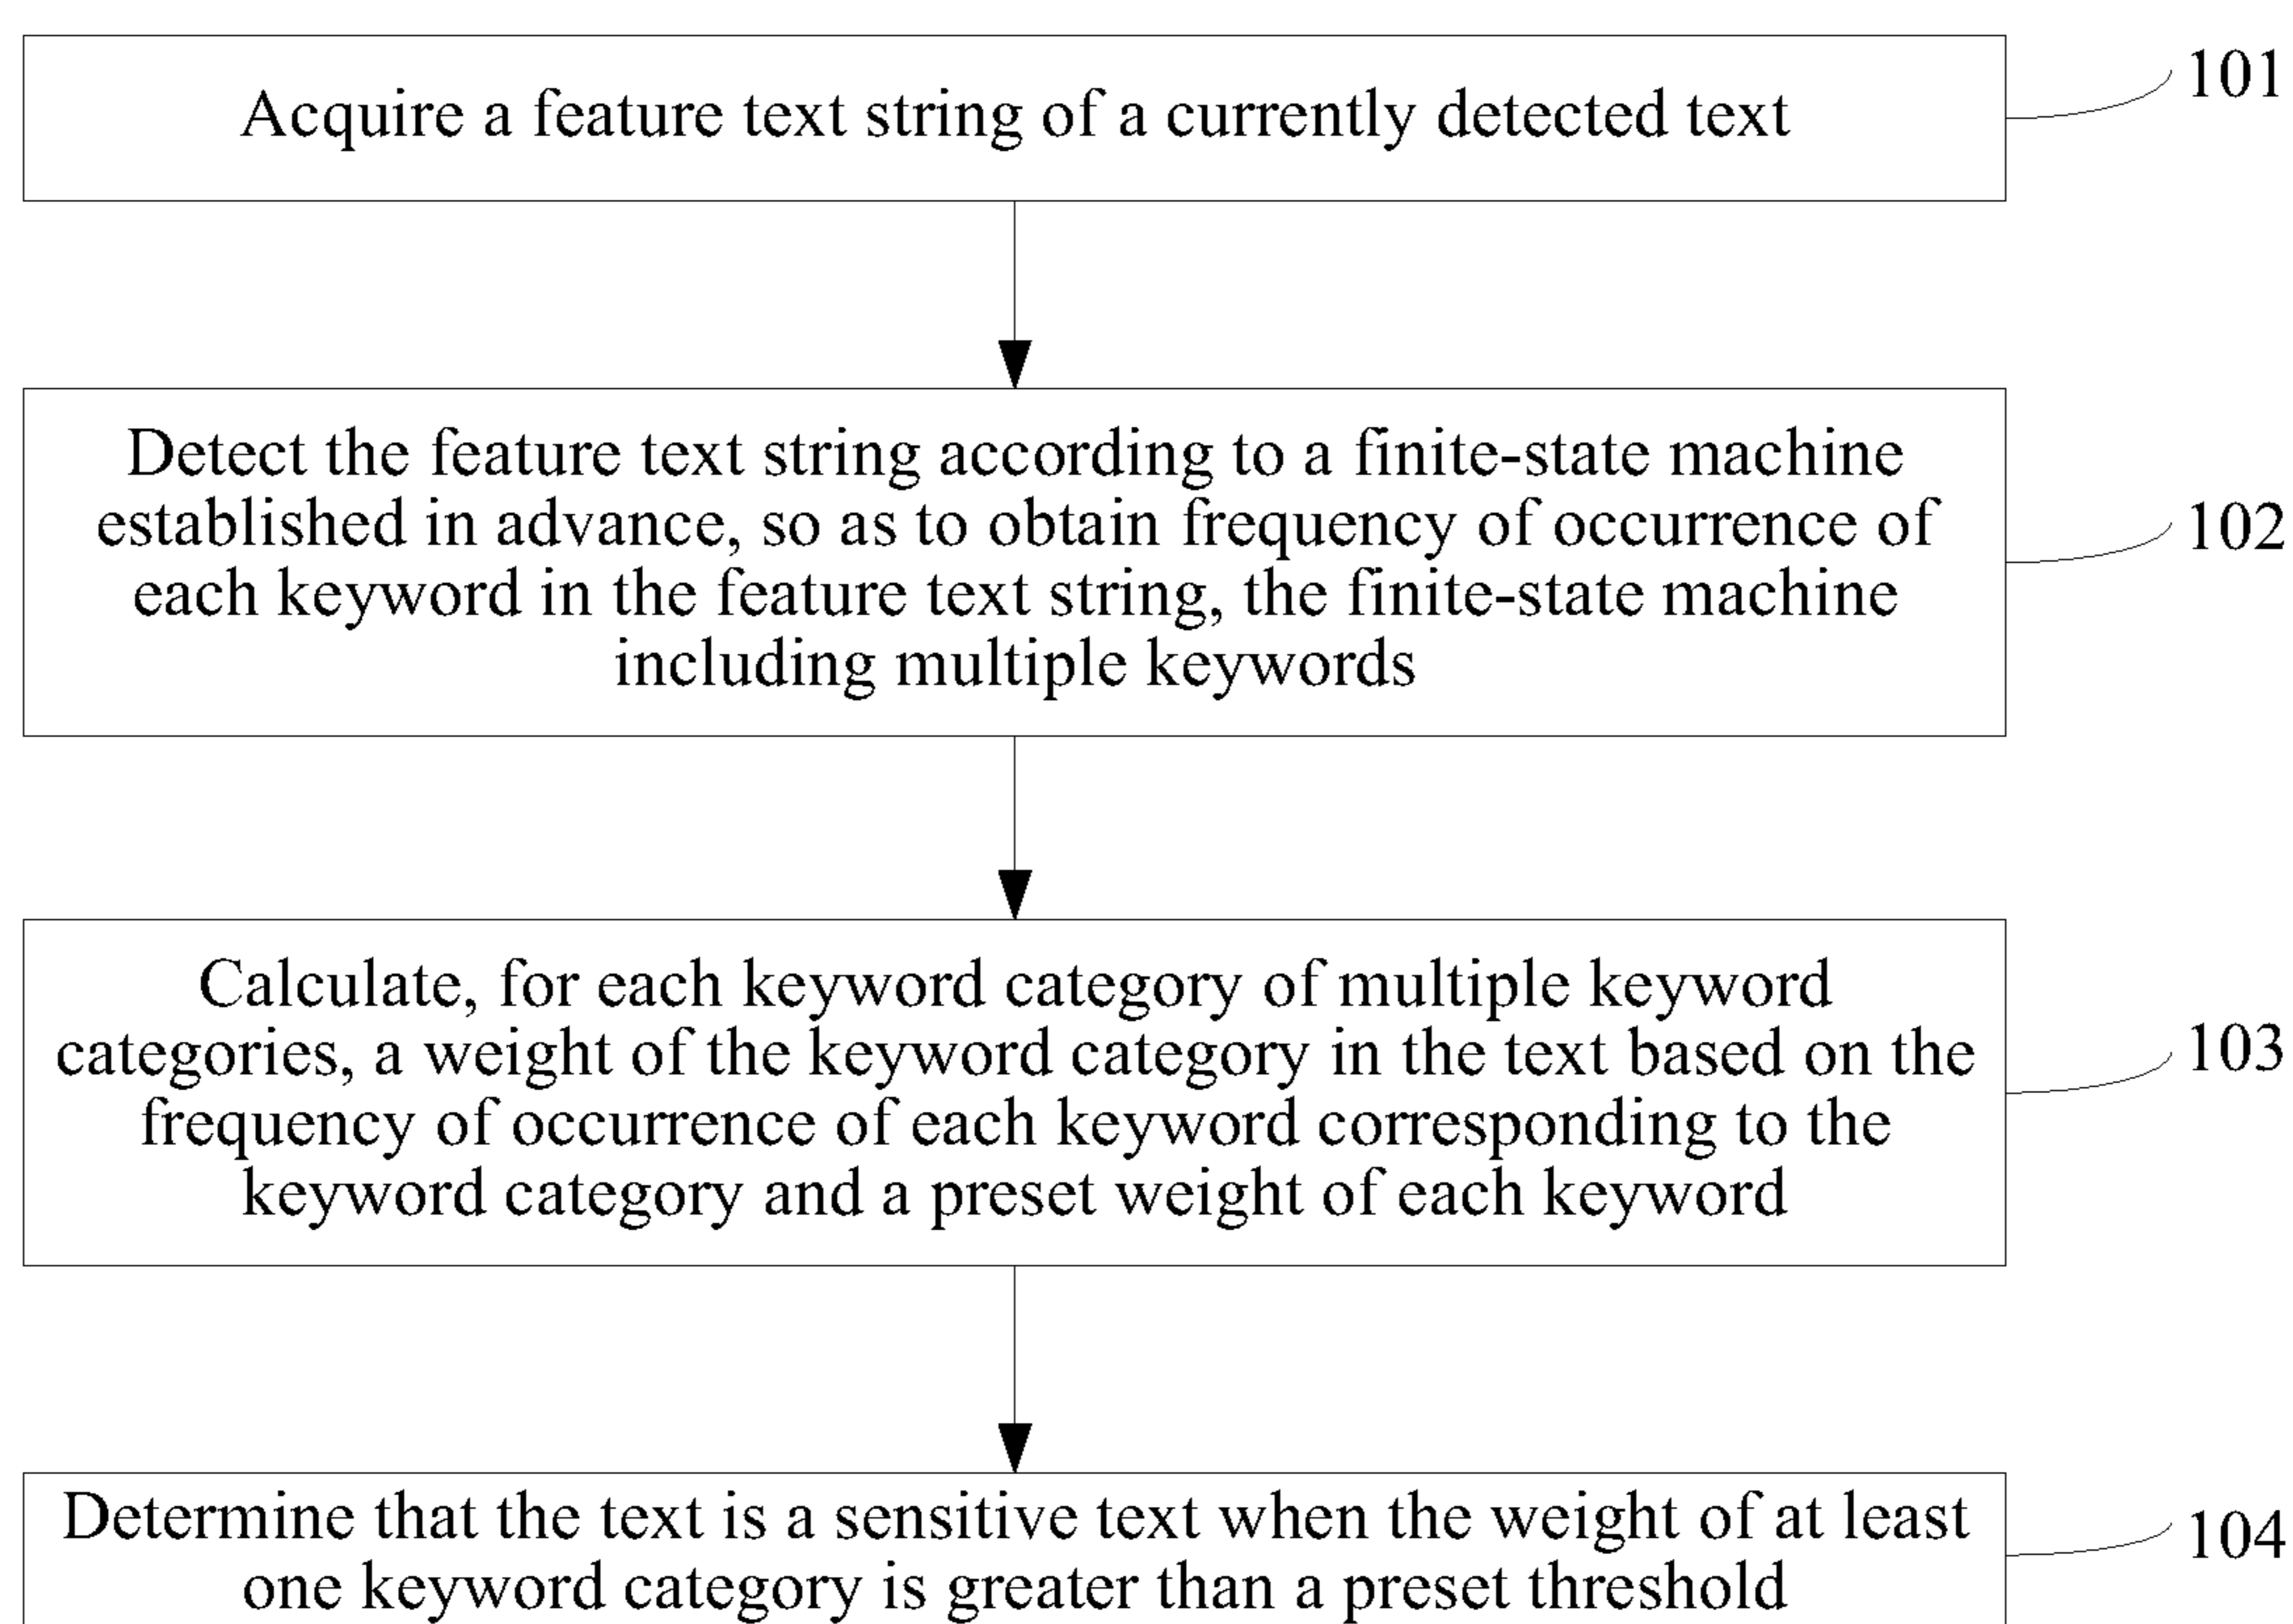 Acquire a feature text string of a currently detected text
101
Detect the feature text string according to a finite-state machine
established in advance, so as to obtain frequency of occurrence of
each keyword in the feature text string, the finite-state machine
including multiple keywords
102
Calculate, for each keyword category of multiple keyword
categories, a weight of the keyword category in the text based on the
frequency of occurrence of each keyword corresponding to the
keyword category and a preset weight of each keyword
103
Determine that the text is a sensitive text when the weight of at least
one keyword category is greater than a preset threshold
104